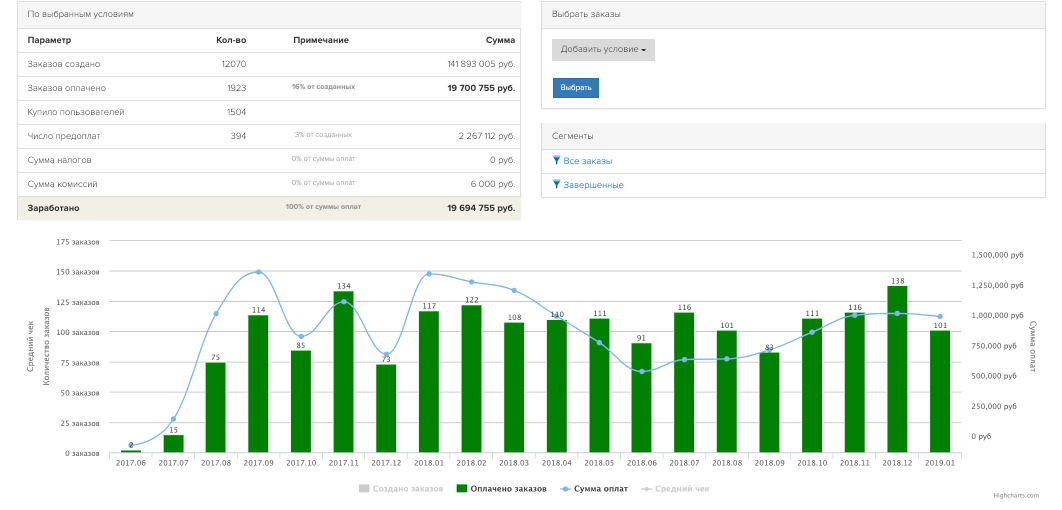 По выбранным условиям
Параметр Кол-во Примечание Сумма
Заказов создано 12070 141 893 005 руб.
Заказов оплачено 1923 16% от созданных 19 700 755 руб.
Купило пользователей 1504
Число предоплат 394 3% от созданных 2 267 112 руб.
Сумма налогов 0% от суммы оплат 0 руб.
Сумма комиссий 0% от суммы оплат 6 000 руб.
Заработано 100% от суммы оплат 19 694 755 руб.
Выбрать заказы
Добавить условие
Выбрать
Сегменты
Все заказы
Завершенные
Средний чек
Количество заказов
175 заказов
150 заказов
125 заказов
100 заказов
75 заказов
50 заказов
25 заказов
0 заказов
2 15 75 114 85 134 73 117 122 108 110 111 91 116 101 83 111 116 138 101
1,500,000 руб
1,250,000 руб
1,000,000 руб
750,000 руб
500,000 руб
250,000 руб
0 руб
Сумма оплат
2017.06 2017.07 2017.08 2017.09 2017.10 2017.11 2017.12 2018.01 2018.02 2018.03 2018.04 2018.05 2018.06 2018.07 2018.08 2018.09 2018.10 2018.11 2018.12 2019.01
Создано заказов Оплачено заказов Сумма оплат Средний чек
Highcharts.com